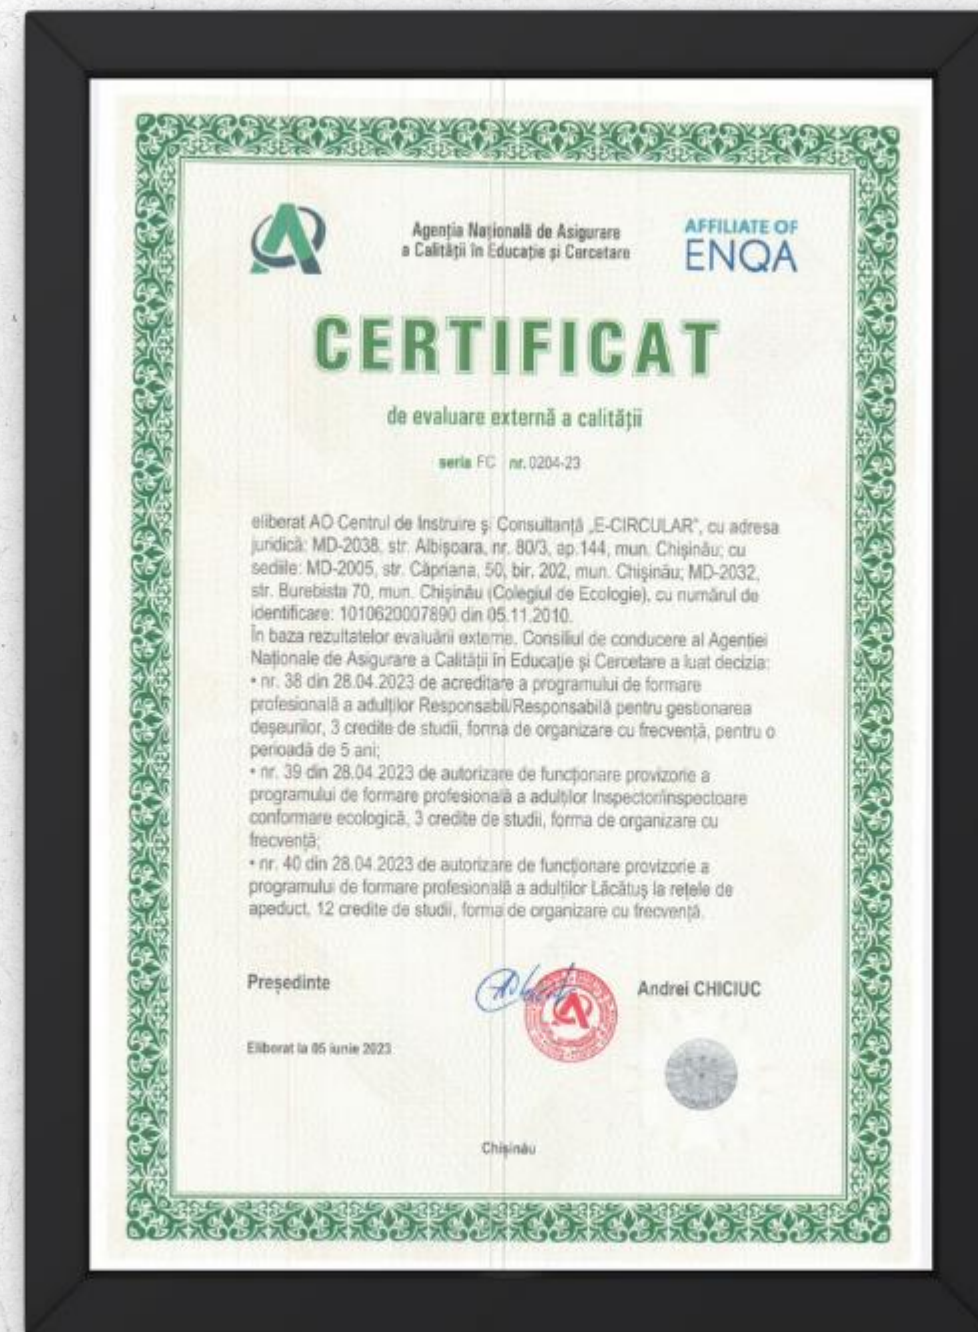 Agenția Națională de Asigurare
a Calității în Educație și Cercetare
AFFILIATE OF
ENQA
CERTIFICAT
de evaluare externă a calității
seria FC nr. 0204-23
eliberat AO Centrul de Instruire și Consultanță „E-CIRCULAR”, cu adresa
juridică: MD-2038, str. Albișoara, nr. 80/3, ap.144, mun. Chișinău; cu
sediile: MD-2005, str. Căpriana, 50, bir. 202, mun. Chișinău; MD-2032,
str. Burebista 70, mun. Chișinău (Colegiul de Ecologie), cu numărul de
identificare: 1010620007890 din 05.11.2010.
În baza rezultatelor evaluării externe, Consiliul de conducere al Agenției
Naționale de Asigurare a Calității în Educație și Cercetare a luat decizia:
• nr. 38 din 28.04.2023 de acreditare a programului de formare
profesională a adulților Responsabil/Responsabilă pentru gestionarea
deșeurilor, 3 credite de studii, forma de organizare cu frecvență, pentru o
perioadă de 5 ani;
• nr. 39 din 28.04.2023 de autorizare de funcționare provizorie a
programului de formare profesională a adulților Inspector/inspectoare
conformare ecologică, 3 credite de studii, forma de organizare cu
frecvență;
• nr. 40 din 28.04.2023 de autorizare de funcționare provizorie a
programului de formare profesională a adulților Lăcătuș la rețele de
apeduct, 12 credite de studii, forma de organizare cu frecvență.
Președinte
Andrei CHICIUC
Eliberat la 05 iunie 2023
Chișinău